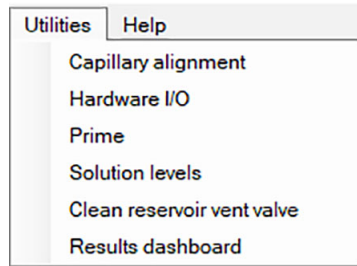 Utilities Help
Capillary alignment
Hardware I/O
Prime
Solution levels
Clean reservoir vent valve
Results dashboard